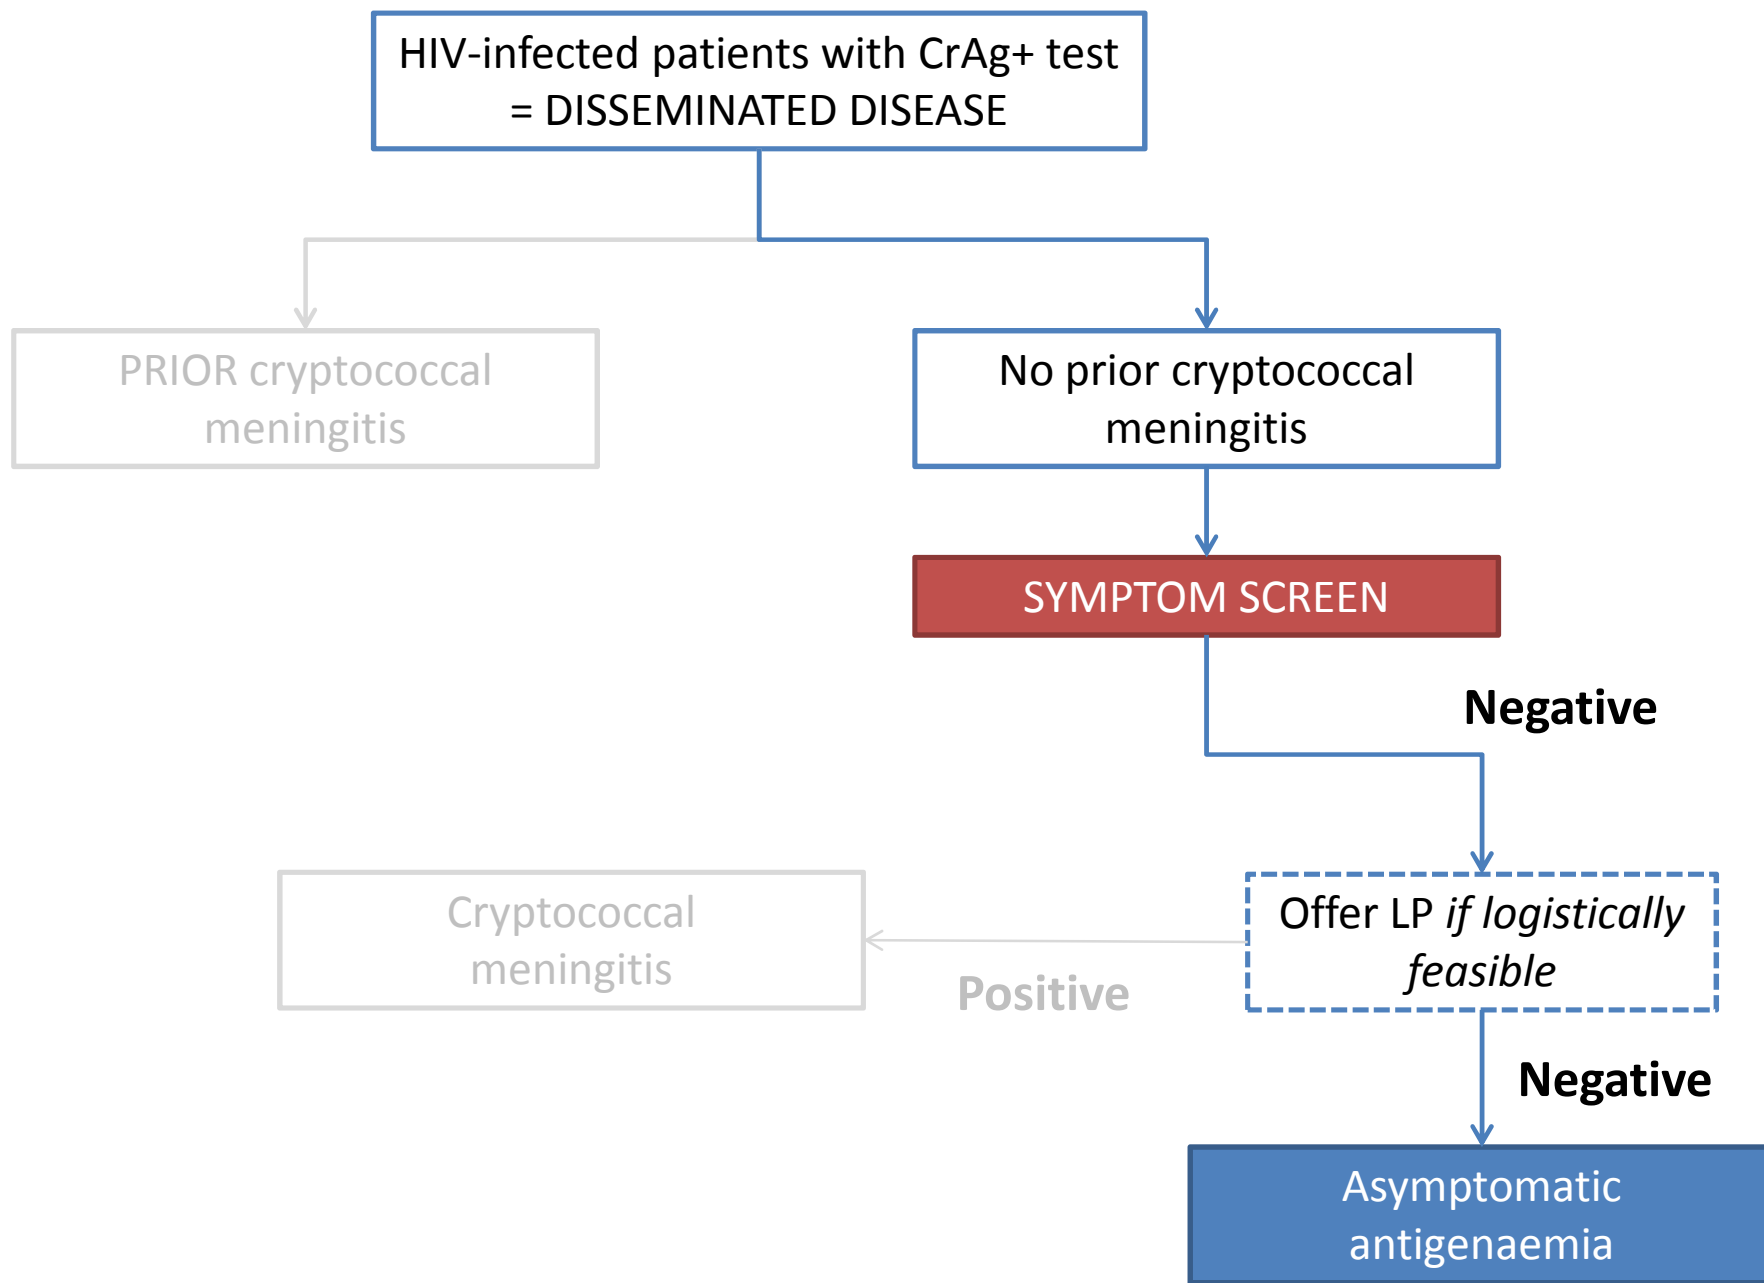 HIV-infected patients with CrAg+ test
= DISSEMINATED DISEASE
PRIOR cryptococcal
meningitis
No prior cryptococcal
meningitis
SYMPTOM SCREEN
Negative
Cryptococcal
meningitis
Positive
Offer LP if logistically
feasible
Negative
Asymptomatic
antigenaemia